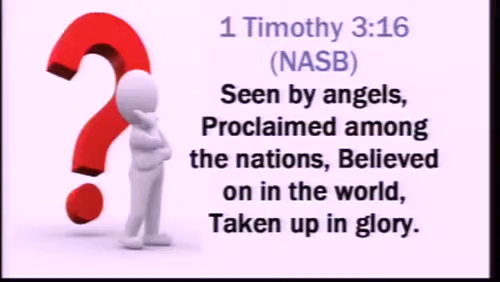 1 Timothy 3:16
(NASB)
Seen by angels,
Proclaimed among
the nations, Believed
on in the world,
Taken up in glory.